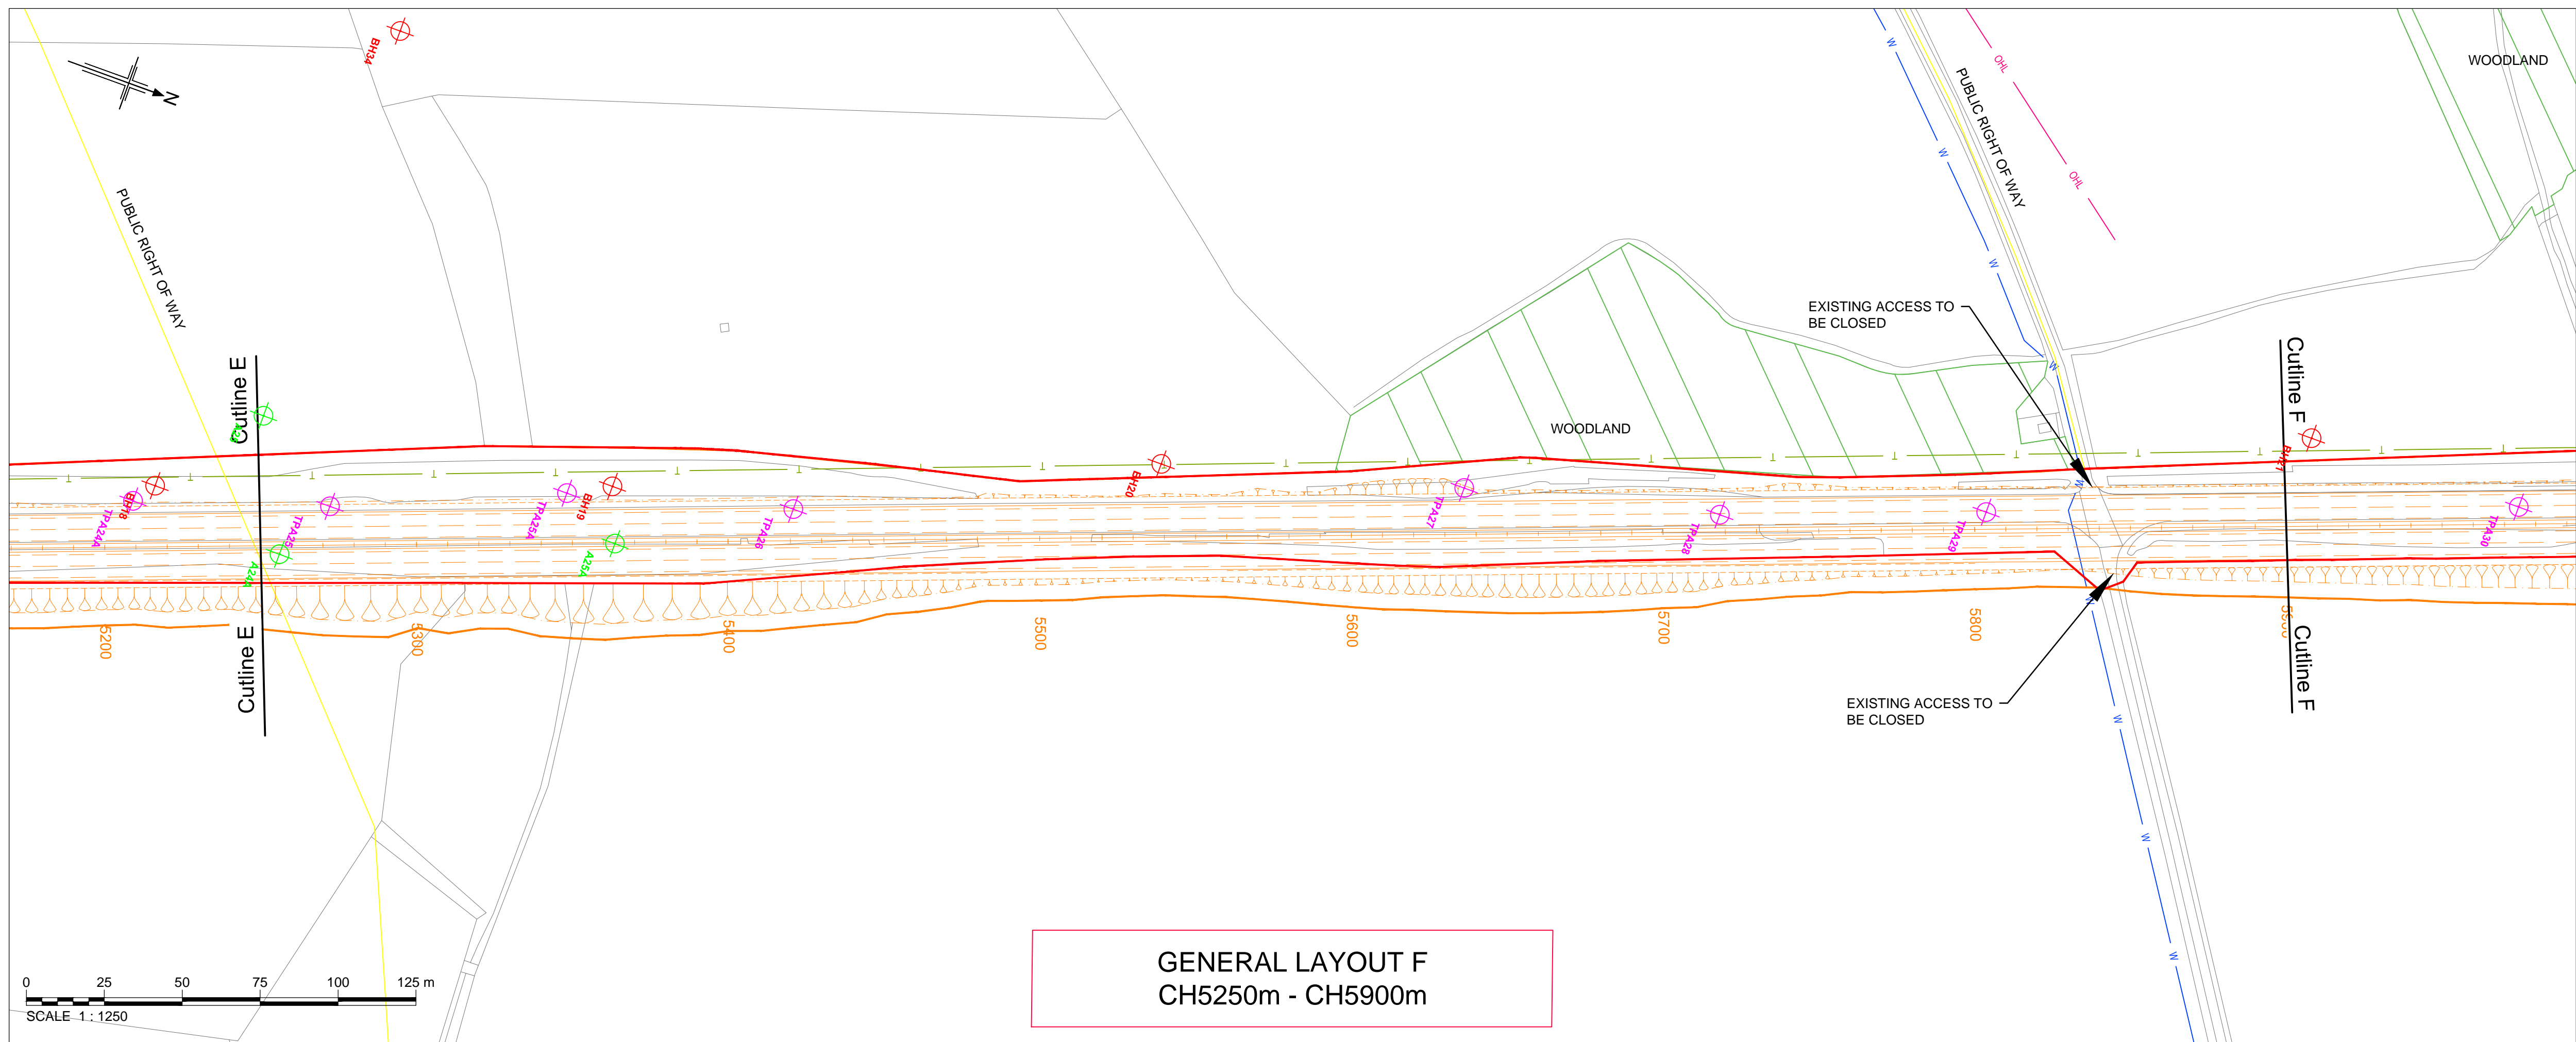 BH34
N
PUBLIC RIGHT OF WAY
W
W
W
W
PUBLIC RIGHT OF WAY
OHL
OHL
WOODLAND
EXISTING ACCESS TO
BE CLOSED
Cutline E
Cutline F
WOODLAND
BH18
TPA24A
TPA25
A24A
TPA25A
BH19
A25A
TPA26
BH20
TPA27
TPA28
TPA29
W
TPA30
5200
5300
5400
5500
5600
5700
5800
W
Cutline E
Cutline F
EXISTING ACCESS TO
BE CLOSED
W
W
W
GENERAL LAYOUT F
CH5250m - CH5900m
0 25 50 75 100 125 m
SCALE 1 : 1250